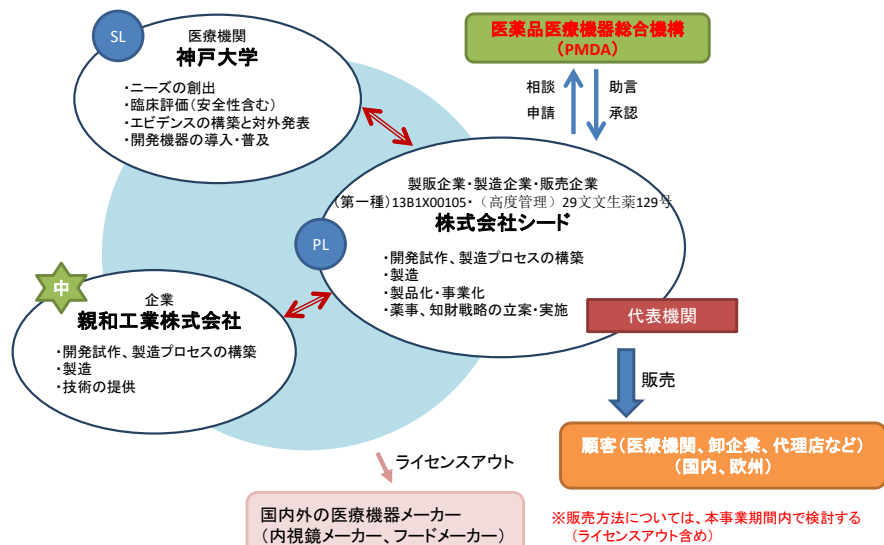 SL
医療機関
神戸大学
・ニーズの創出
・臨床評価(安全性含む)
・エビデンスの構築と対外発表
・開発機器の導入・普及
医薬品医療機器総合機構
(PMDA)
相談
申請
助言
承認
製販企業・製造企業・販売企業
(第一種)13B1X00105・(高度管理)29文文生薬129号
株式会社シード
PL
・開発試作、製造プロセスの構築
・製造
・製品化・事業化
・薬事、知財戦略の立案・実施
代表機関
中
企業
親和工業株式会社
・開発試作、製造プロセスの構築
・製造
・技術の提供
販売
顧客(医療機関、卸企業、代理店など)
(国内、欧州)
ライセンスアウト
国内外の医療機器メーカー
(内視鏡メーカー、フードメーカー)
※販売方法については、本事業期間内で検討する
(ライセンスアウト含め)